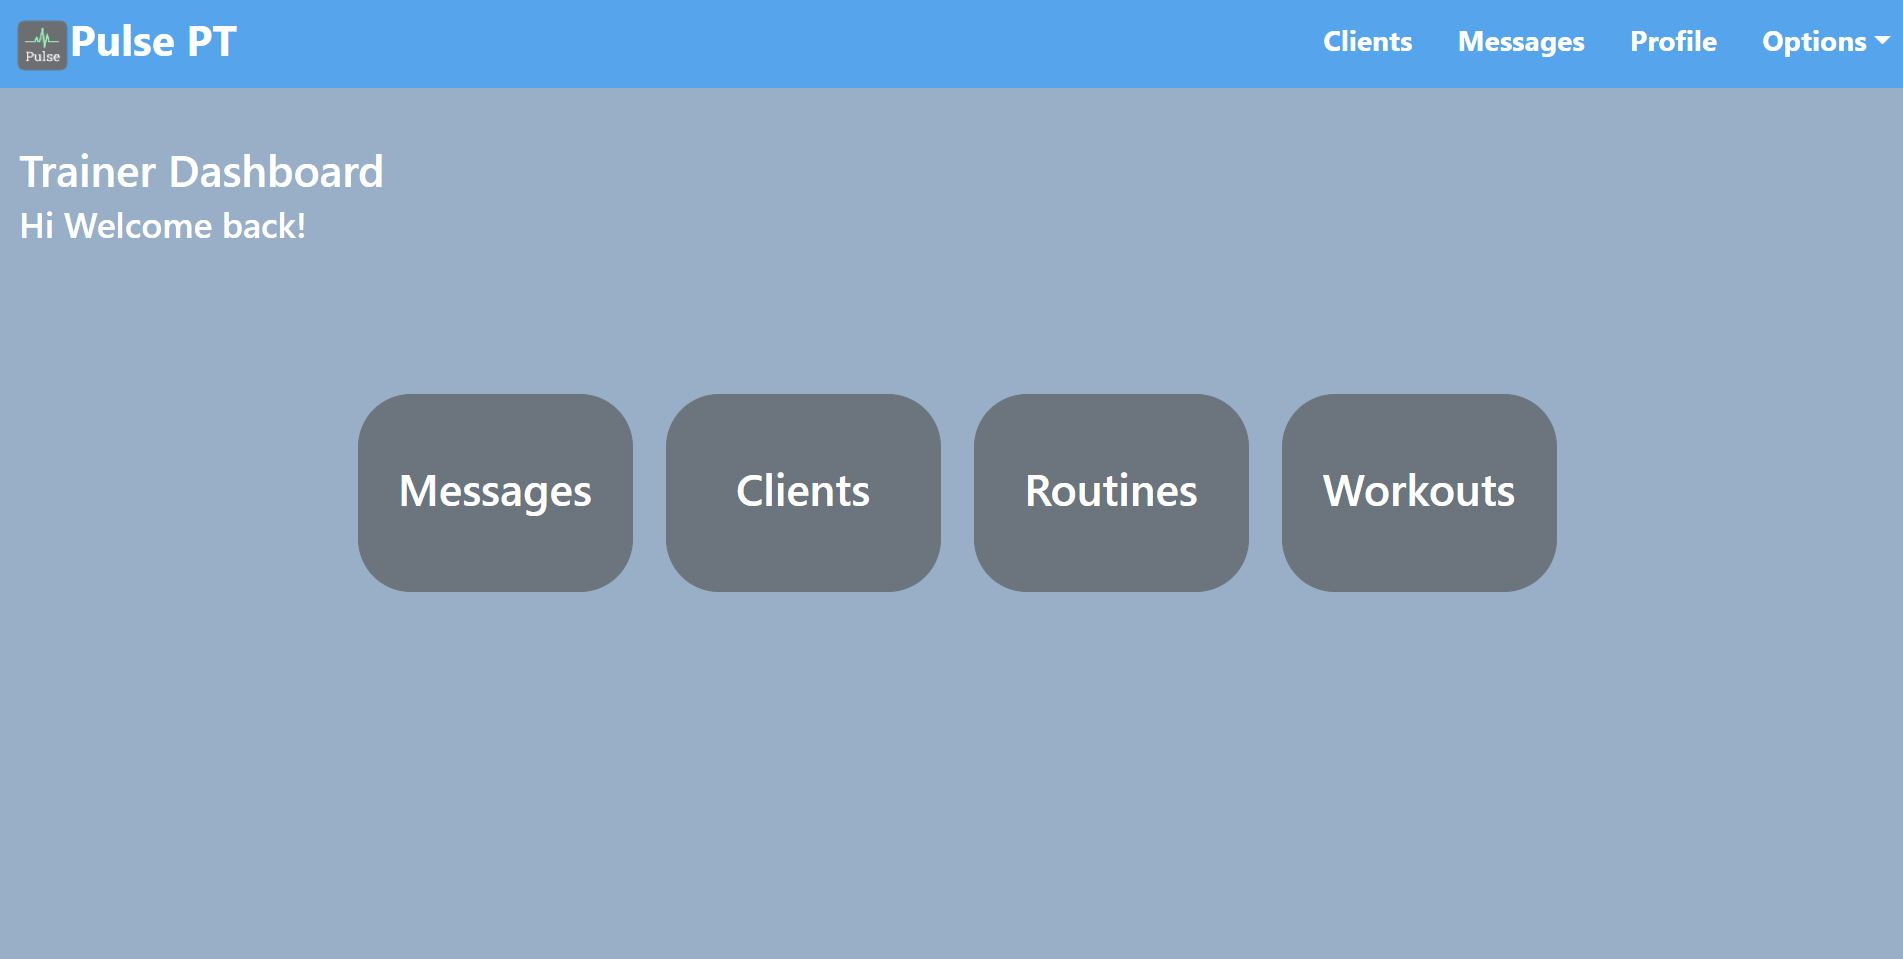 Pulse
Pulse PT
Clients
Messages
Profile
Options
Trainer Dashboard
Hi Welcome back!
Messages
Clients
Routines
Workouts